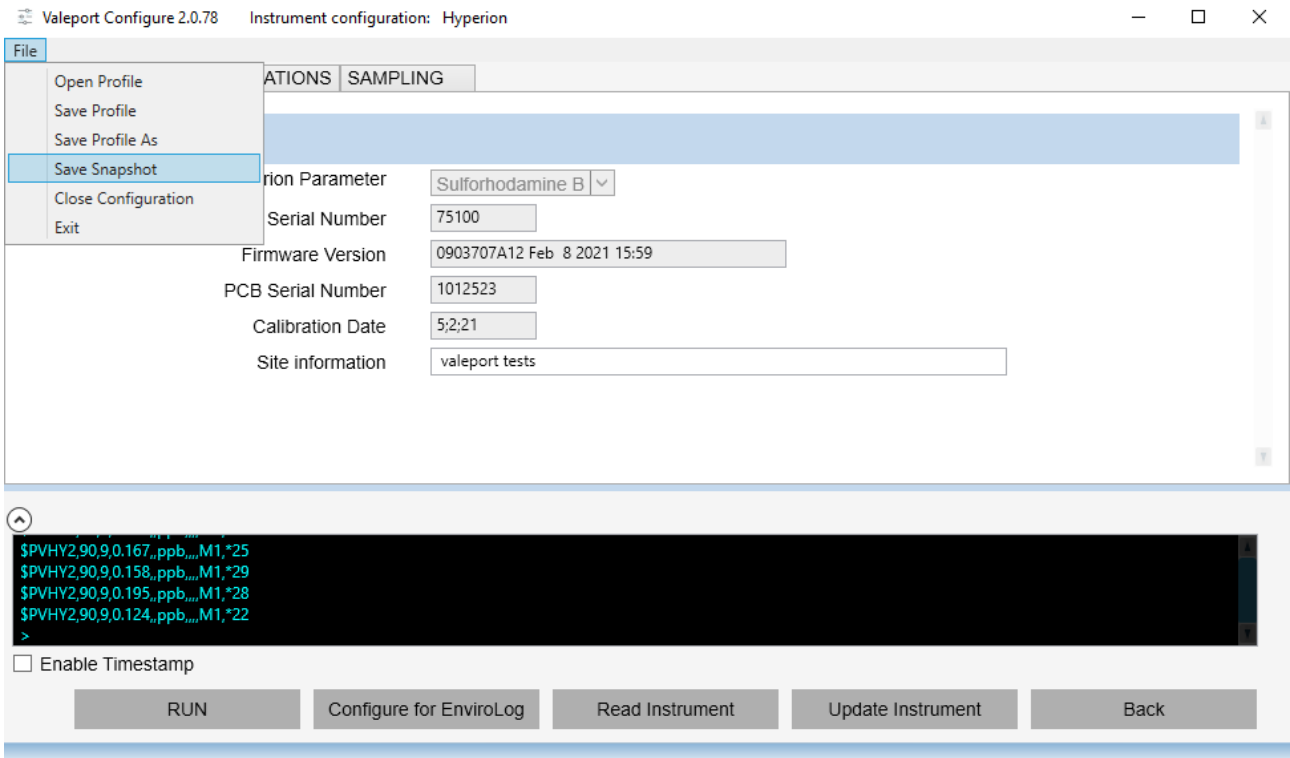 Valeport Configure 2.0.78 Instrument configuration: Hyperion
File
Open Profile
Save Profile
Save Profile As
Save Snapshot
Close Configuration
Exit
ATIONS SAMPLING
rion Parameter Sulforhodamine B
Serial Number 75100
Firmware Version 0903707A12 Feb 8 2021 15:59
PCB Serial Number 1012523
Calibration Date 5;2;21
Site information valeport tests
$PVHY2,90,9,0.167,,ppb,,,,M1,*25
$PVHY2,90,9,0.158,,ppb,,,,M1,*29
$PVHY2,90,9,0.195,,ppb,,,,M1,*28
$PVHY2,90,9,0.124,,ppb,,,,M1,*22
>
Enable Timestamp
RUN Configure for EnviroLog Read Instrument Update Instrument Back